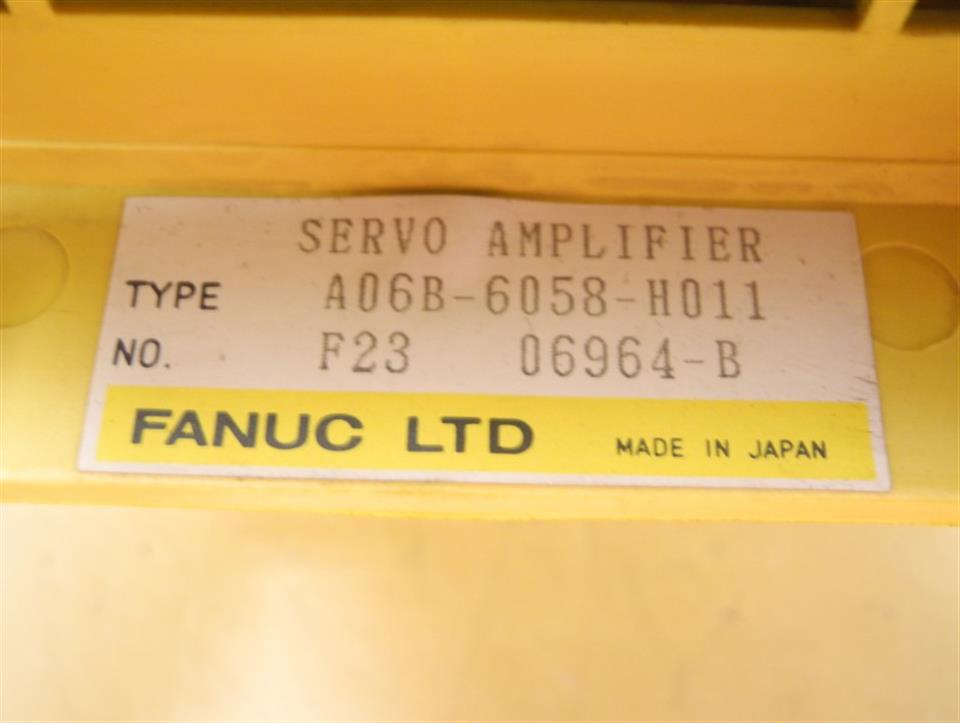 SERVO AMPLIFIER
TYPE A06B-6058-H011
NO. F23 06964-B
FANUC LTD MADE IN JAPAN